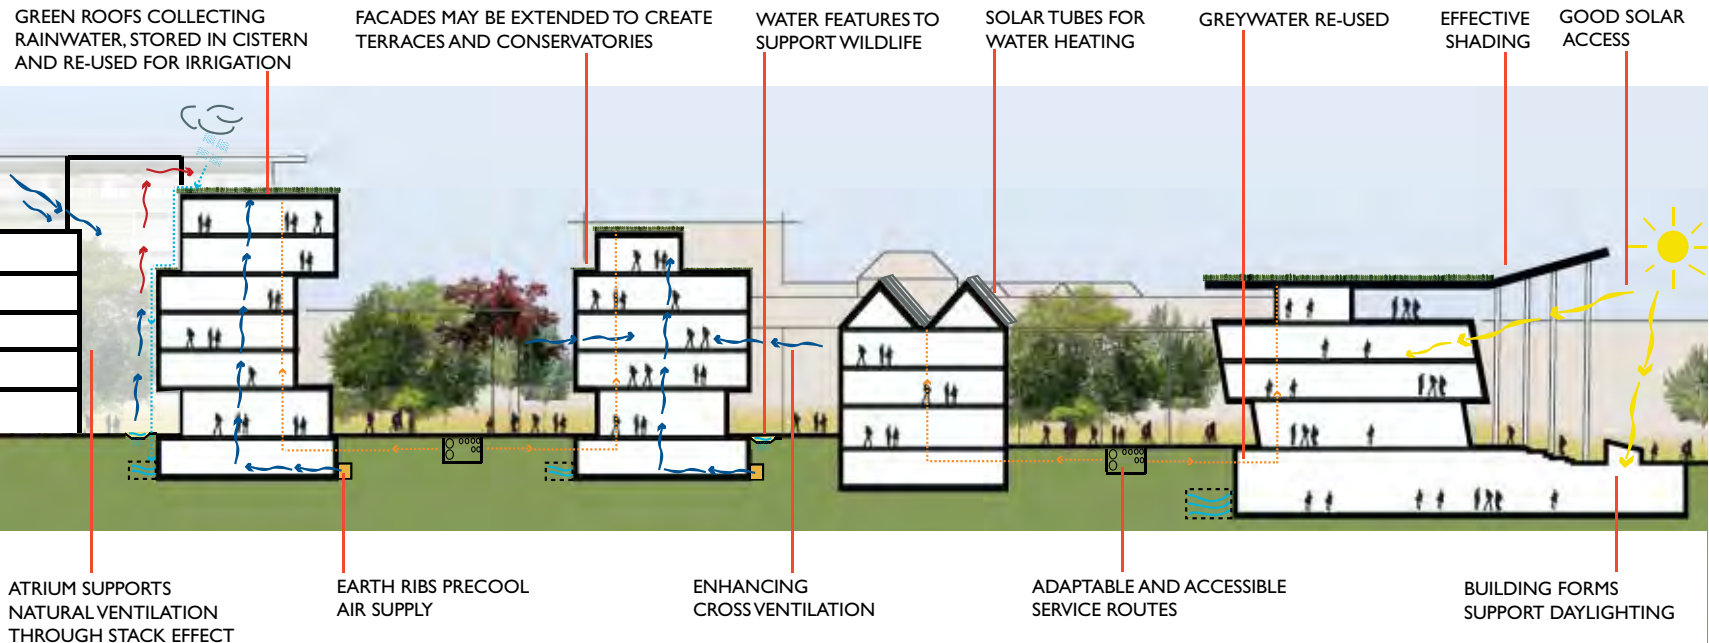 GREEN ROOFS COLLECTING
RAINWATER, STORED IN CISTERN
AND RE-USED FOR IRRIGATION
FACADES MAY BE EXTENDED TO CREATE
TERRACES AND CONSERVATORIES
WATER FEATURES TO
SUPPORT WILDLIFE
SOLAR TUBES FOR
WATER HEATING
GREYWATER RE-USED
EFFECTIVE
SHADING
GOOD SOLAR
ACCESS
ATRIUM SUPPORTS
NATURAL VENTILATION
THROUGH STACK EFFECT
EARTH RIBS PRECOOL
AIR SUPPLY
ENHANCING
CROSS VENTILATION
ADAPTABLE AND ACCESSIBLE
SERVICE ROUTES
BUILDING FORMS
SUPPORT DAYLIGHTING